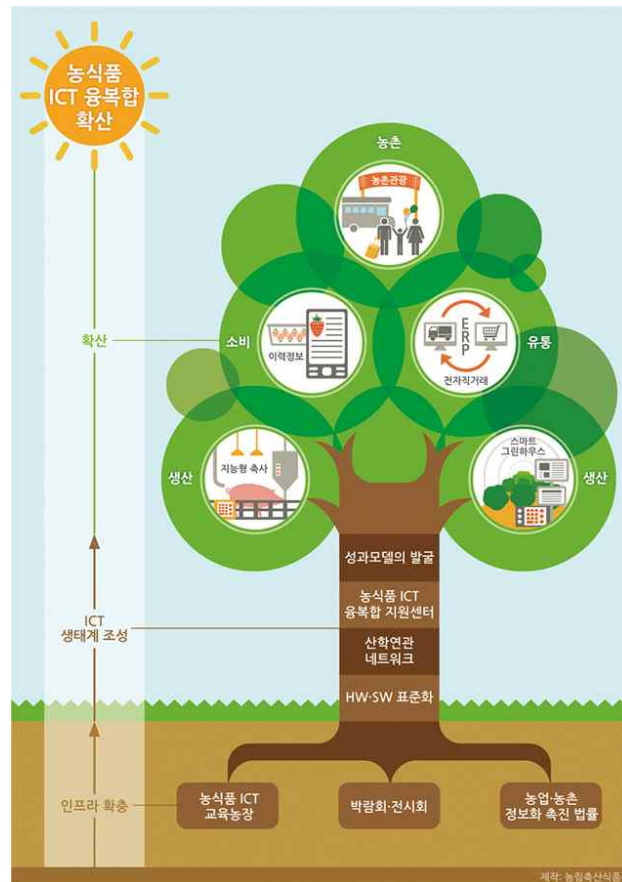 농식품
ICT 융복합
확산
농촌
농촌관광
확산
소비
이력정보
ERP
전자직거래
유통
생산
지능형 축사
스마트
그린하우스
생산
성과모델의 발굴
농식품 ICT
융복합 지원센터
ICT
생태계 조성
산학연관
네트워크
HW·SW 표준화
인프라 확충
농식품 ICT
교육농장
박람회·전시회
농업·농촌
정보화 촉진 법률
제작: 농림축산식품